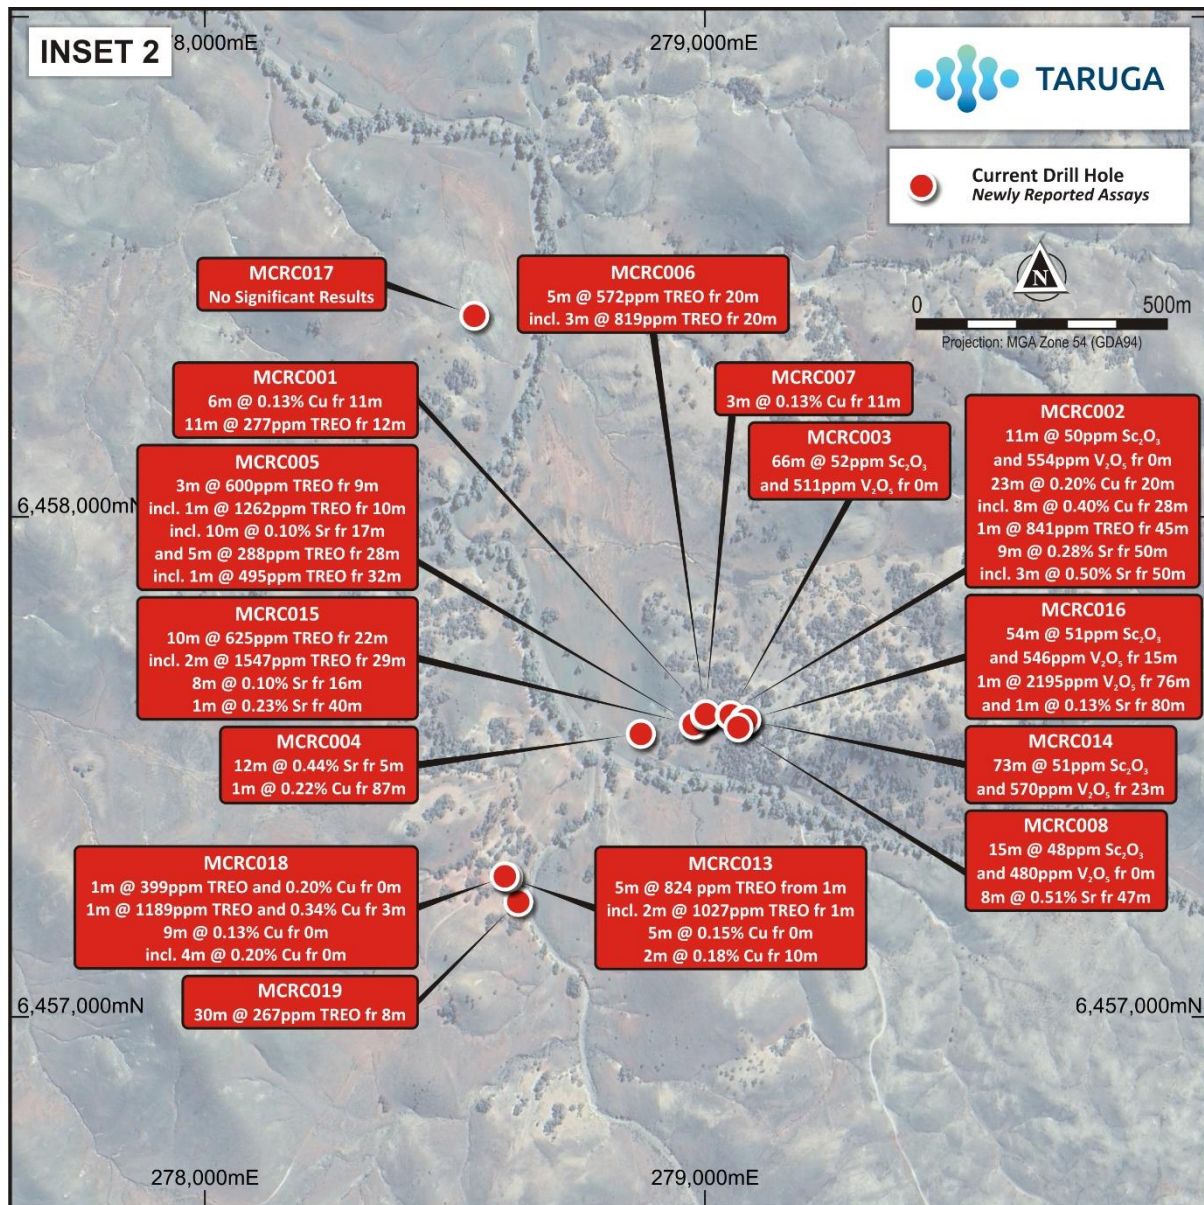 INSET 2
78,000mE
279,000mE
TARUGA
Current Drill Hole
Newly Reported Assays
N
0 500m
Projection: MGA Zone 54 (GDA94)
MCRC017
No Significant Results
MCRC006
5m @ 572ppm TREO fr 20m
incl. 3m @ 819ppm TREO fr 20m
MCRC001
6m @ 0.13% Cu fr 11m
11m @ 277ppm TREO fr 12m
MCRC007
3m @ 0.13% Cu fr 11m
MCRC003
66m @ 52ppm Sc₂O₃
and 511ppm V₂O₅ fr 0m
MCRC002
11m @ 50ppm Sc₂O₃
and 554ppm V₂O₅ fr 0m
23m @ 0.20% Cu fr 20m
incl. 8m @ 0.40% Cu fr 28m
1m @ 841ppm TREO fr 45m
9m @ 0.28% Sr fr 50m
incl. 3m @ 0.50% Sr fr 50m
6,458,000mN
MCRC005
3m @ 600ppm TREO fr 9m
incl. 1m @ 1262ppm TREO fr 10m
incl. 10m @ 0.10% Sr fr 17m
and 5m @ 288ppm TREO fr 28m
incl. 1m @ 495ppm TREO fr 32m
MCRC015
10m @ 625ppm TREO fr 22m
incl. 2m @ 1547ppm TREO fr 29m
8m @ 0.10% Sr fr 16m
1m @ 0.23% Sr fr 40m
MCRC016
54m @ 51ppm Sc₂O₃
and 546ppm V₂O₅ fr 15m
1m @ 2195ppm V₂O₅ fr 76m
and 1m @ 0.13% Sr fr 80m
MCRC004
12m @ 0.44% Sr fr 5m
1m @ 0.22% Cu fr 87m
MCRC014
73m @ 51ppm Sc₂O₃
and 570ppm V₂O₅ fr 23m
MCRC008
15m @ 48ppm Sc₂O₃
and 480ppm V₂O₅ fr 0m
8m @ 0.51% Sr fr 47m
MCRC018
1m @ 399ppm TREO and 0.20% Cu fr 0m
1m @ 1189ppm TREO and 0.34% Cu fr 3m
9m @ 0.13% Cu fr 0m
incl. 4m @ 0.20% Cu fr 0m
MCRC013
5m @ 824 ppm TREO from 1m
incl. 2m @ 1027ppm TREO fr 1m
5m @ 0.15% Cu fr 0m
2m @ 0.18% Cu fr 10m
MCRC019
30m @ 267ppm TREO fr 8m
6,457,000mN
6,457,000mN
278,000mE
279,000mE